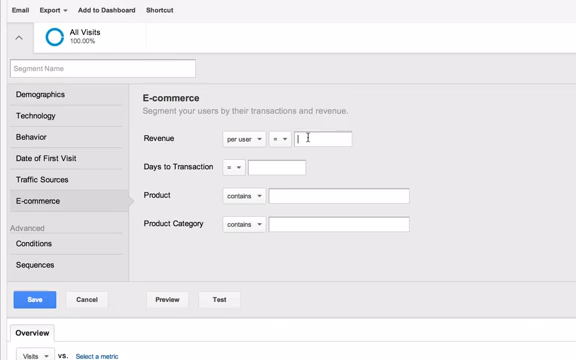 Email Export Add to Dashboard Shortcut
All Visits
100.00%
Segment Name
Demographics
Technology
Behavior
Date of First Visit
Traffic Sources
E-commerce
Advanced
Conditions
Sequences
E-commerce
Segment your users by their transactions and revenue.
Revenue per user =
Days to Transaction =
Product contains
Product Category contains
Save Cancel Preview Test
Overview
Visits vs. Select a metric